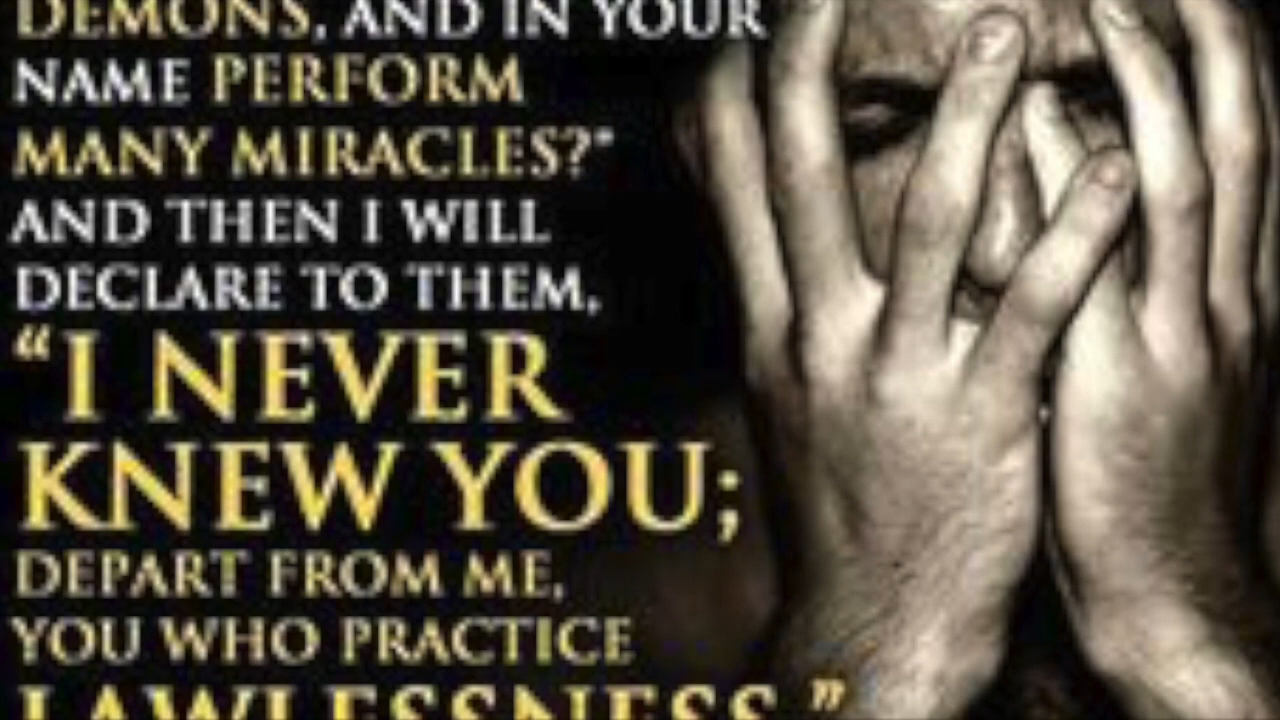 DEMONS, AND IN YOUR
NAME PERFORM
MANY MIRACLES?"
AND THEN I WILL
DECLARE TO THEM,
“I NEVER
KNEW YOU;
DEPART FROM ME,
YOU WHO PRACTICE
LAWLESSNESS.”